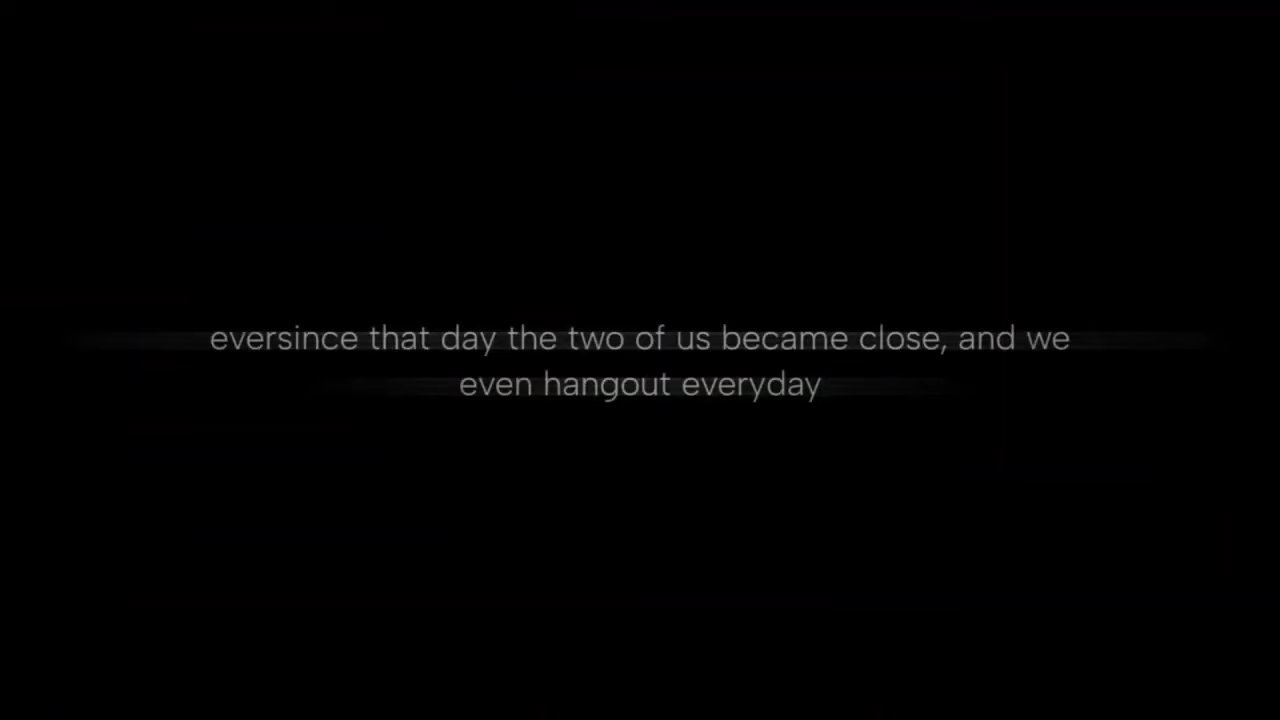 eversince that day the two of us became close, and we
even hangout everyday